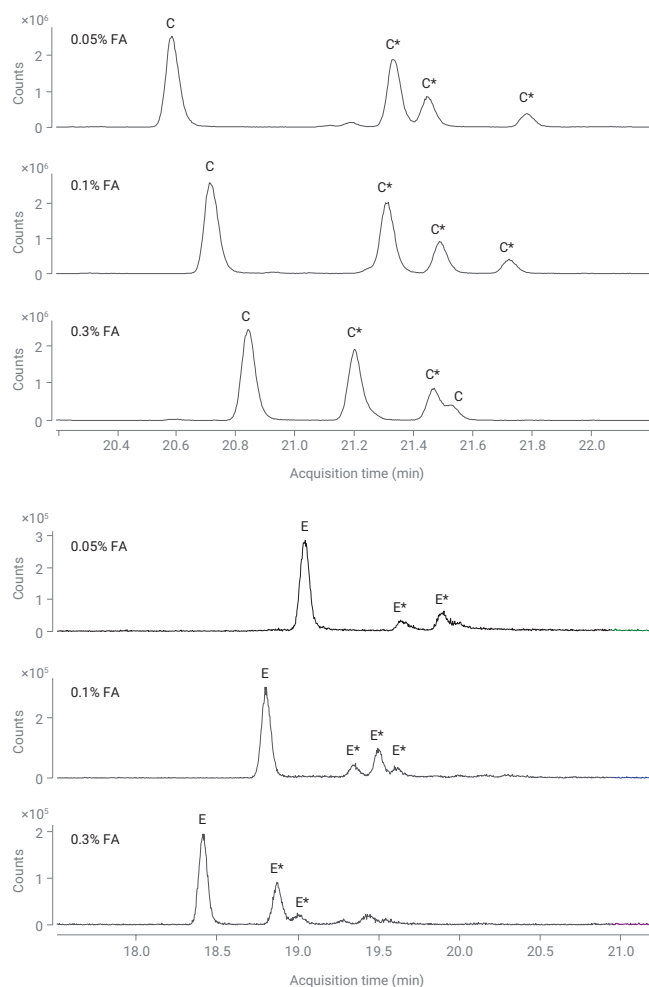 ×10⁶
C
0.05% FA
C*
C*
C*
2
1
0
Counts
×10⁶
C
0.1% FA
C*
C*
C*
2
1
0
Counts
×10⁶
C
0.3% FA
C*
C*
C
2
1
0
Counts
20.4 20.6 20.8 21.0 21.2 21.4 21.6 21.8 22.0
Acquisition time (min)
×10⁵
E
0.05% FA
E*
E*
3
2
1
0
Counts
×10⁵
E
0.1% FA
E*
E*
E*
2
0
Counts
×10⁵
E
0.3% FA
E*
E*
2
1
0
Counts
18.0 18.5 19.0 19.5 20.0 20.5 21.0
Acquisition time (min)